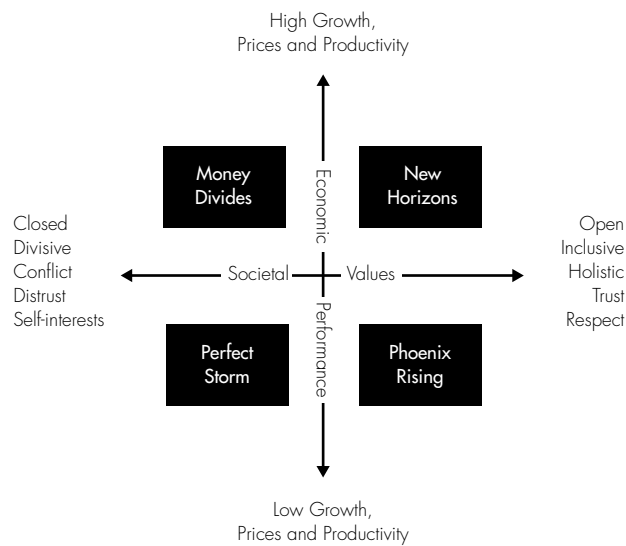 High Growth,
Prices and Productivity
Money
Divides
New
Horizons
Economic
Closed
Divisive
Conflict
Distrust
Self-interests
Societal
Values
Open
Inclusive
Holistic
Trust
Respect
Performance
Perfect
Storm
Phoenix
Rising
Low Growth,
Prices and Productivity